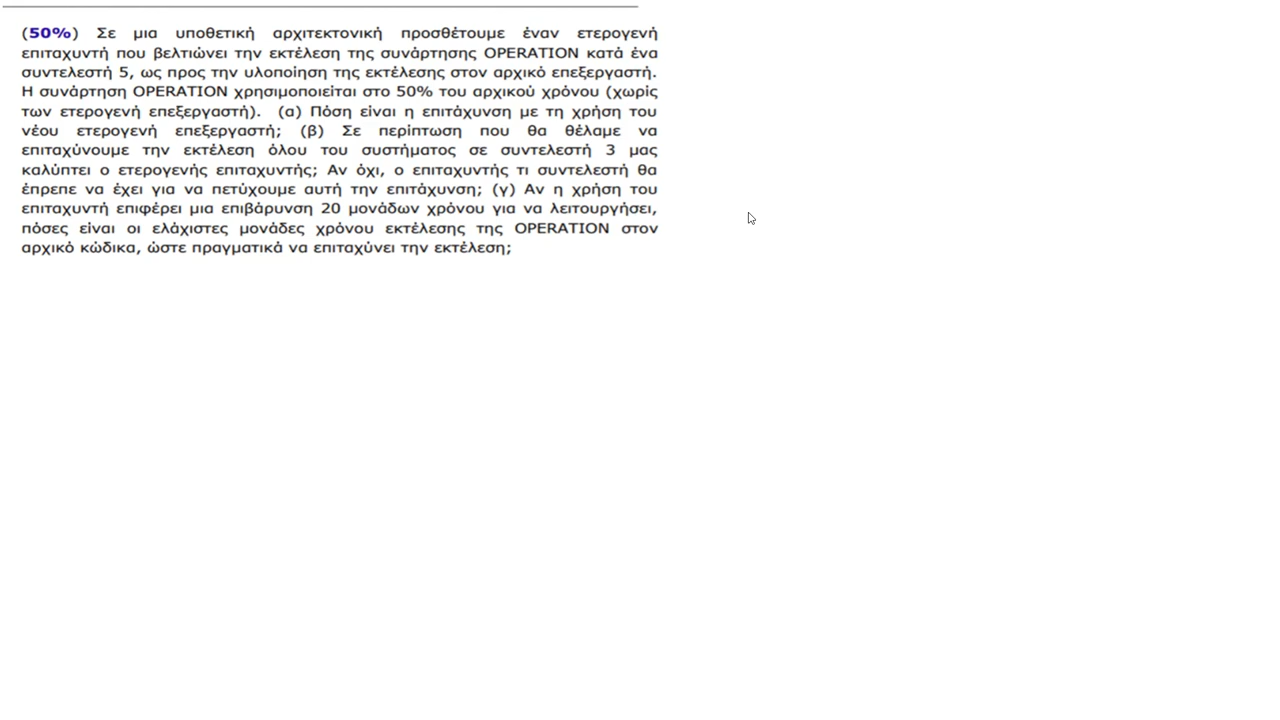 (50%) Σε μια υποθετική αρχιτεκτονική προσθέτουμε έναν ετερογενή
επιταχυντή που βελτιώνει την εκτέλεση της συνάρτησης OPERATION κατά ένα
συντελεστή 5, ως προς την υλοποίηση της εκτέλεσης στον αρχικό επεξεργαστή.
Η συνάρτηση OPERATION χρησιμοποιείται στο 50% του αρχικού χρόνου (χωρίς
των ετερογενή επεξεργαστή). (α) Πόση είναι η επιτάχυνση με τη χρήση του
νέου ετερογενή επεξεργαστή; (β) Σε περίπτωση που θα θέλαμε να
επιταχύνουμε την εκτέλεση όλου του συστήματος σε συντελεστή 3 μας
καλύπτει ο ετερογενής επιταχυντής; Αν όχι, ο επιταχυντής τι συντελεστή θα
έπρεπε να έχει για να πετύχουμε αυτή την επιτάχυνση; (γ) Αν η χρήση του
επιταχυντή επιφέρει μια επιβάρυνση 20 μονάδων χρόνου για να λειτουργήσει,
πόσες είναι οι ελάχιστες μονάδες χρόνου εκτέλεσης της OPERATION στον
αρχικό κώδικα, ώστε πραγματικά να επιταχύνει την εκτέλεση;